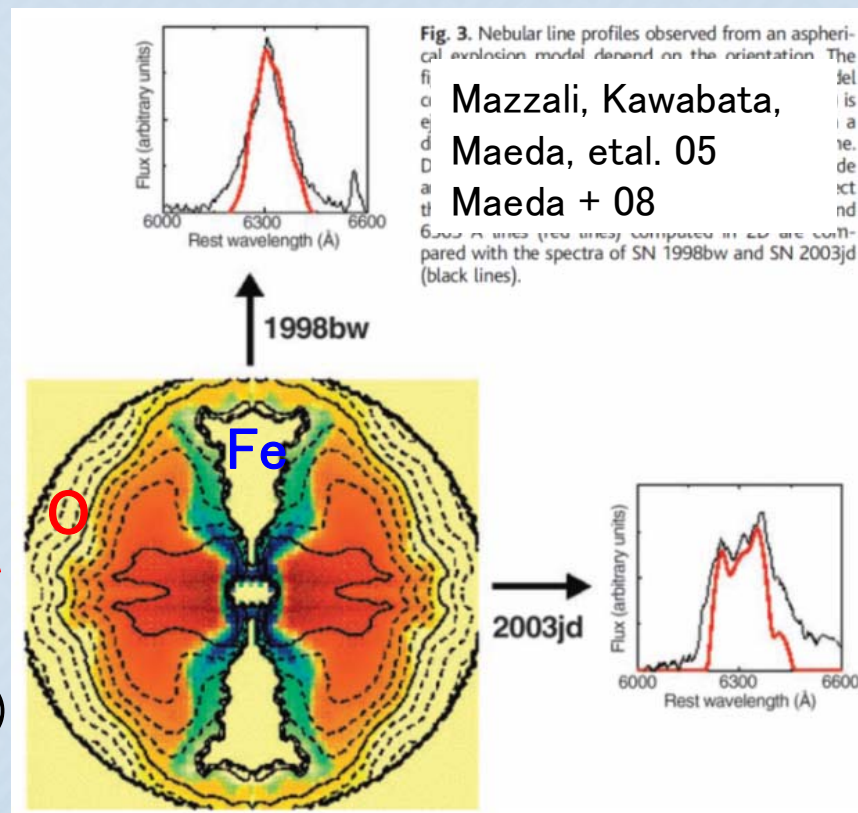 Fig. 3. Nebular line profiles observed from an aspheri-
cal explosion model depend on the orientation. The
Mazzali, Kawabata,
Maeda, etal. 05
Maeda + 08
pared with the spectra of SN 1998bw and SN 2003jd
(black lines).
Flux (arbitrary units)
6000 6300 6600
Rest wavelength (Å)
1998bw
Fe
O
2003jd
)
Flux (arbitrary units)
6000 6300 6600
Rest wavelength (Å)